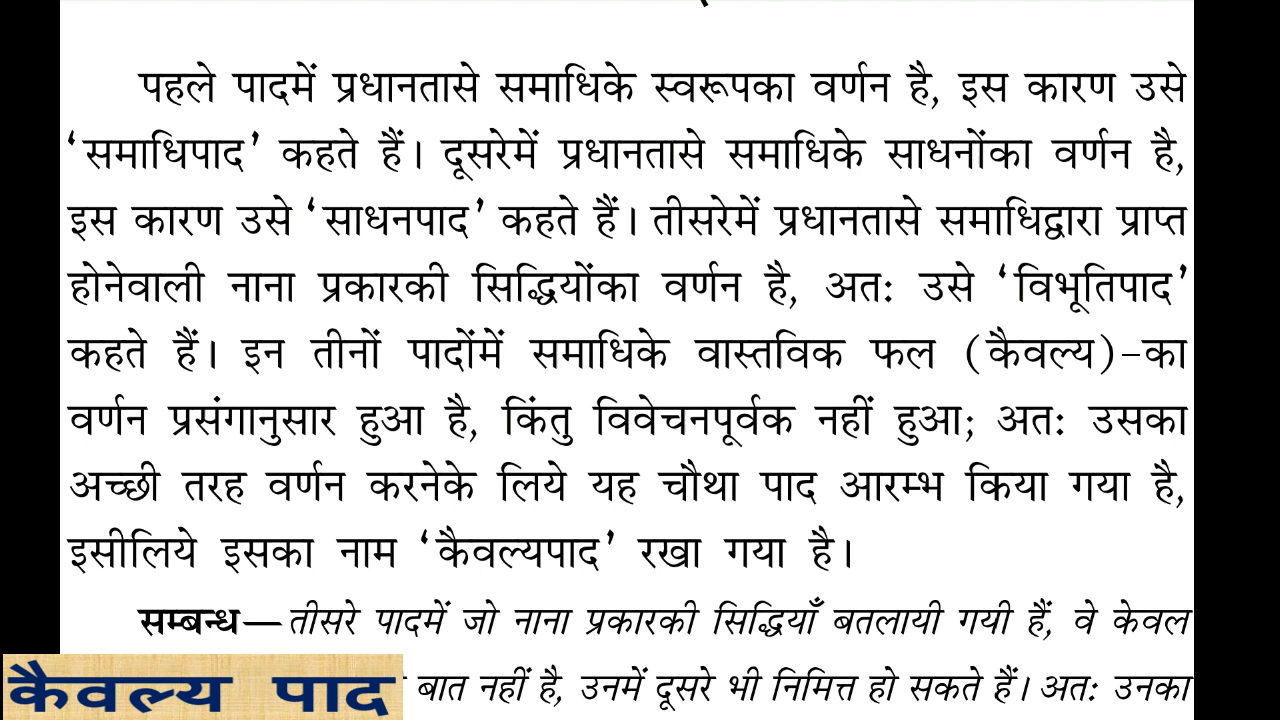 पहले पादमें प्रधानतासे समाधिके स्वरूपका वर्णन है, इस कारण उसे
‘समाधिपाद’ कहते हैं। दूसरेमें प्रधानतासे समाधिके साधनोंका वर्णन है,
इस कारण उसे ‘साधनपाद’ कहते हैं। तीसरेमें प्रधानतासे समाधिद्वारा प्राप्त
होनेवाली नाना प्रकारकी सिद्धियोंका वर्णन है, अतः उसे ‘विभूतिपाद’
कहते हैं। इन तीनों पादोंमें समाधिके वास्तविक फल (कैवल्य)-का
वर्णन प्रसंगानुसार हुआ है, किंतु विवेचनपूर्वक नहीं हुआ; अतः उसका
अच्छी तरह वर्णन करनेके लिये यह चौथा पाद आरम्भ किया गया है,
इसीलिये इसका नाम ‘कैवल्यपाद’ रखा गया है।
सम्बन्ध—तीसरे पादमें जो नाना प्रकारकी सिद्धियाँ बतलायी गयी हैं, वे केवल
बात नहीं है, उनमें दूसरे भी निमित्त हो सकते हैं। अतः उनका
कैवल्य पाद